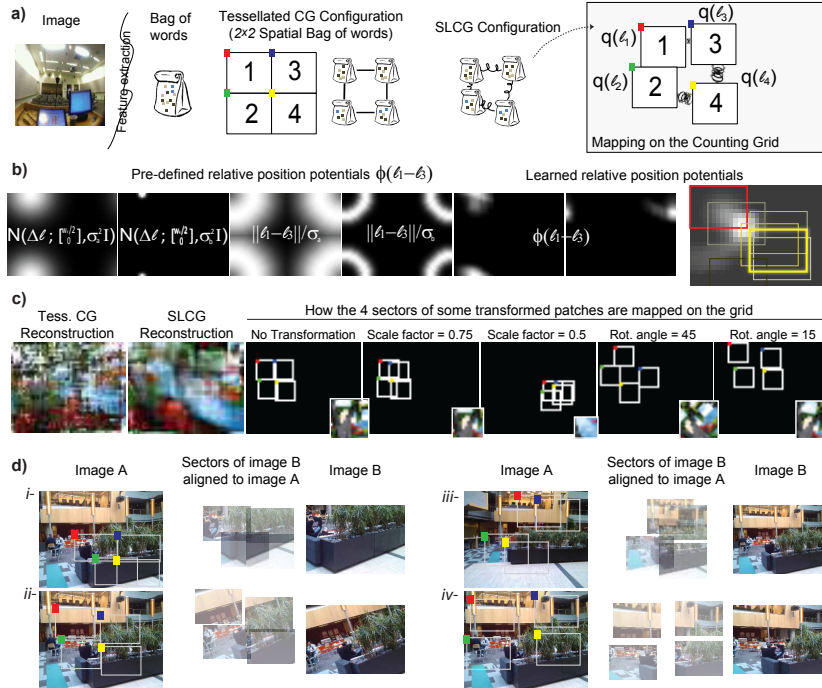 a)
Image
Bag of words
Tessellated CG Configuration
(2x2 Spatial Bag of words)
SLCG Configuration
Feature extraction
1
3
2
4
q(ℓ₁)
q(ℓ₃)
q(ℓ₂)
q(ℓ₄)
1
3
2
4
Mapping on the Counting Grid
b)
Pre-defined relative position potentials ϕ(ℓ₁–ℓ₃)
Learned relative position potentials
||ℓ₁–ℓ₃||/σₐ
||ℓ₁–ℓ₃||/σ
ϕ(ℓ₁–ℓ₃)
c)
Tess. CG
Reconstruction
SLCG
Reconstruction
How the 4 sectors of some transformed patches are mapped on the grid
No Transformation
Scale factor = 0.75
Scale factor = 0.5
Rot. angle = 45
Rot. angle = 15
d)
Image A
Sectors of image B
aligned to image A
Image B
Image A
Sectors of image B
aligned to image A
Image B
i-
iii-
ii-
iv-